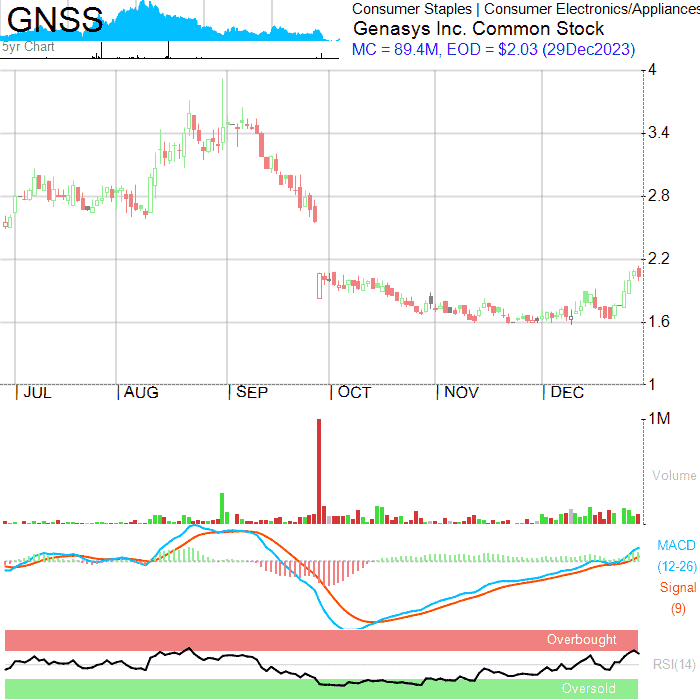 GNSS
5yr Chart
Consumer Staples | Consumer Electronics/Appliances
Genasys Inc. Common Stock
MC = 89.4M, EOD = $2.03 (29Dec2023)
4
3.4
2.8
2.2
1.6
1
| JUL | AUG | SEP | OCT | NOV | DEC
1M
Volume
MACD
(12-26)
Signal
(9)
Overbought
RSI(14)
Oversold